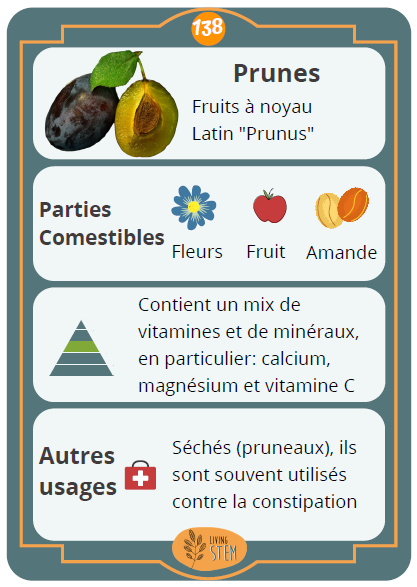 138
Prunes
Fruits à noyau
Latin "Prunus"
Parties
Comestibles
Fleurs
Fruit
Amande
Contient un mix de
vitamines et de minéraux,
en particulier: calcium,
magnésium et vitamine C
Autres
usages
Séchés (pruneaux), ils
sont souvent utilisés
contre la constipation
LIVING
STEM